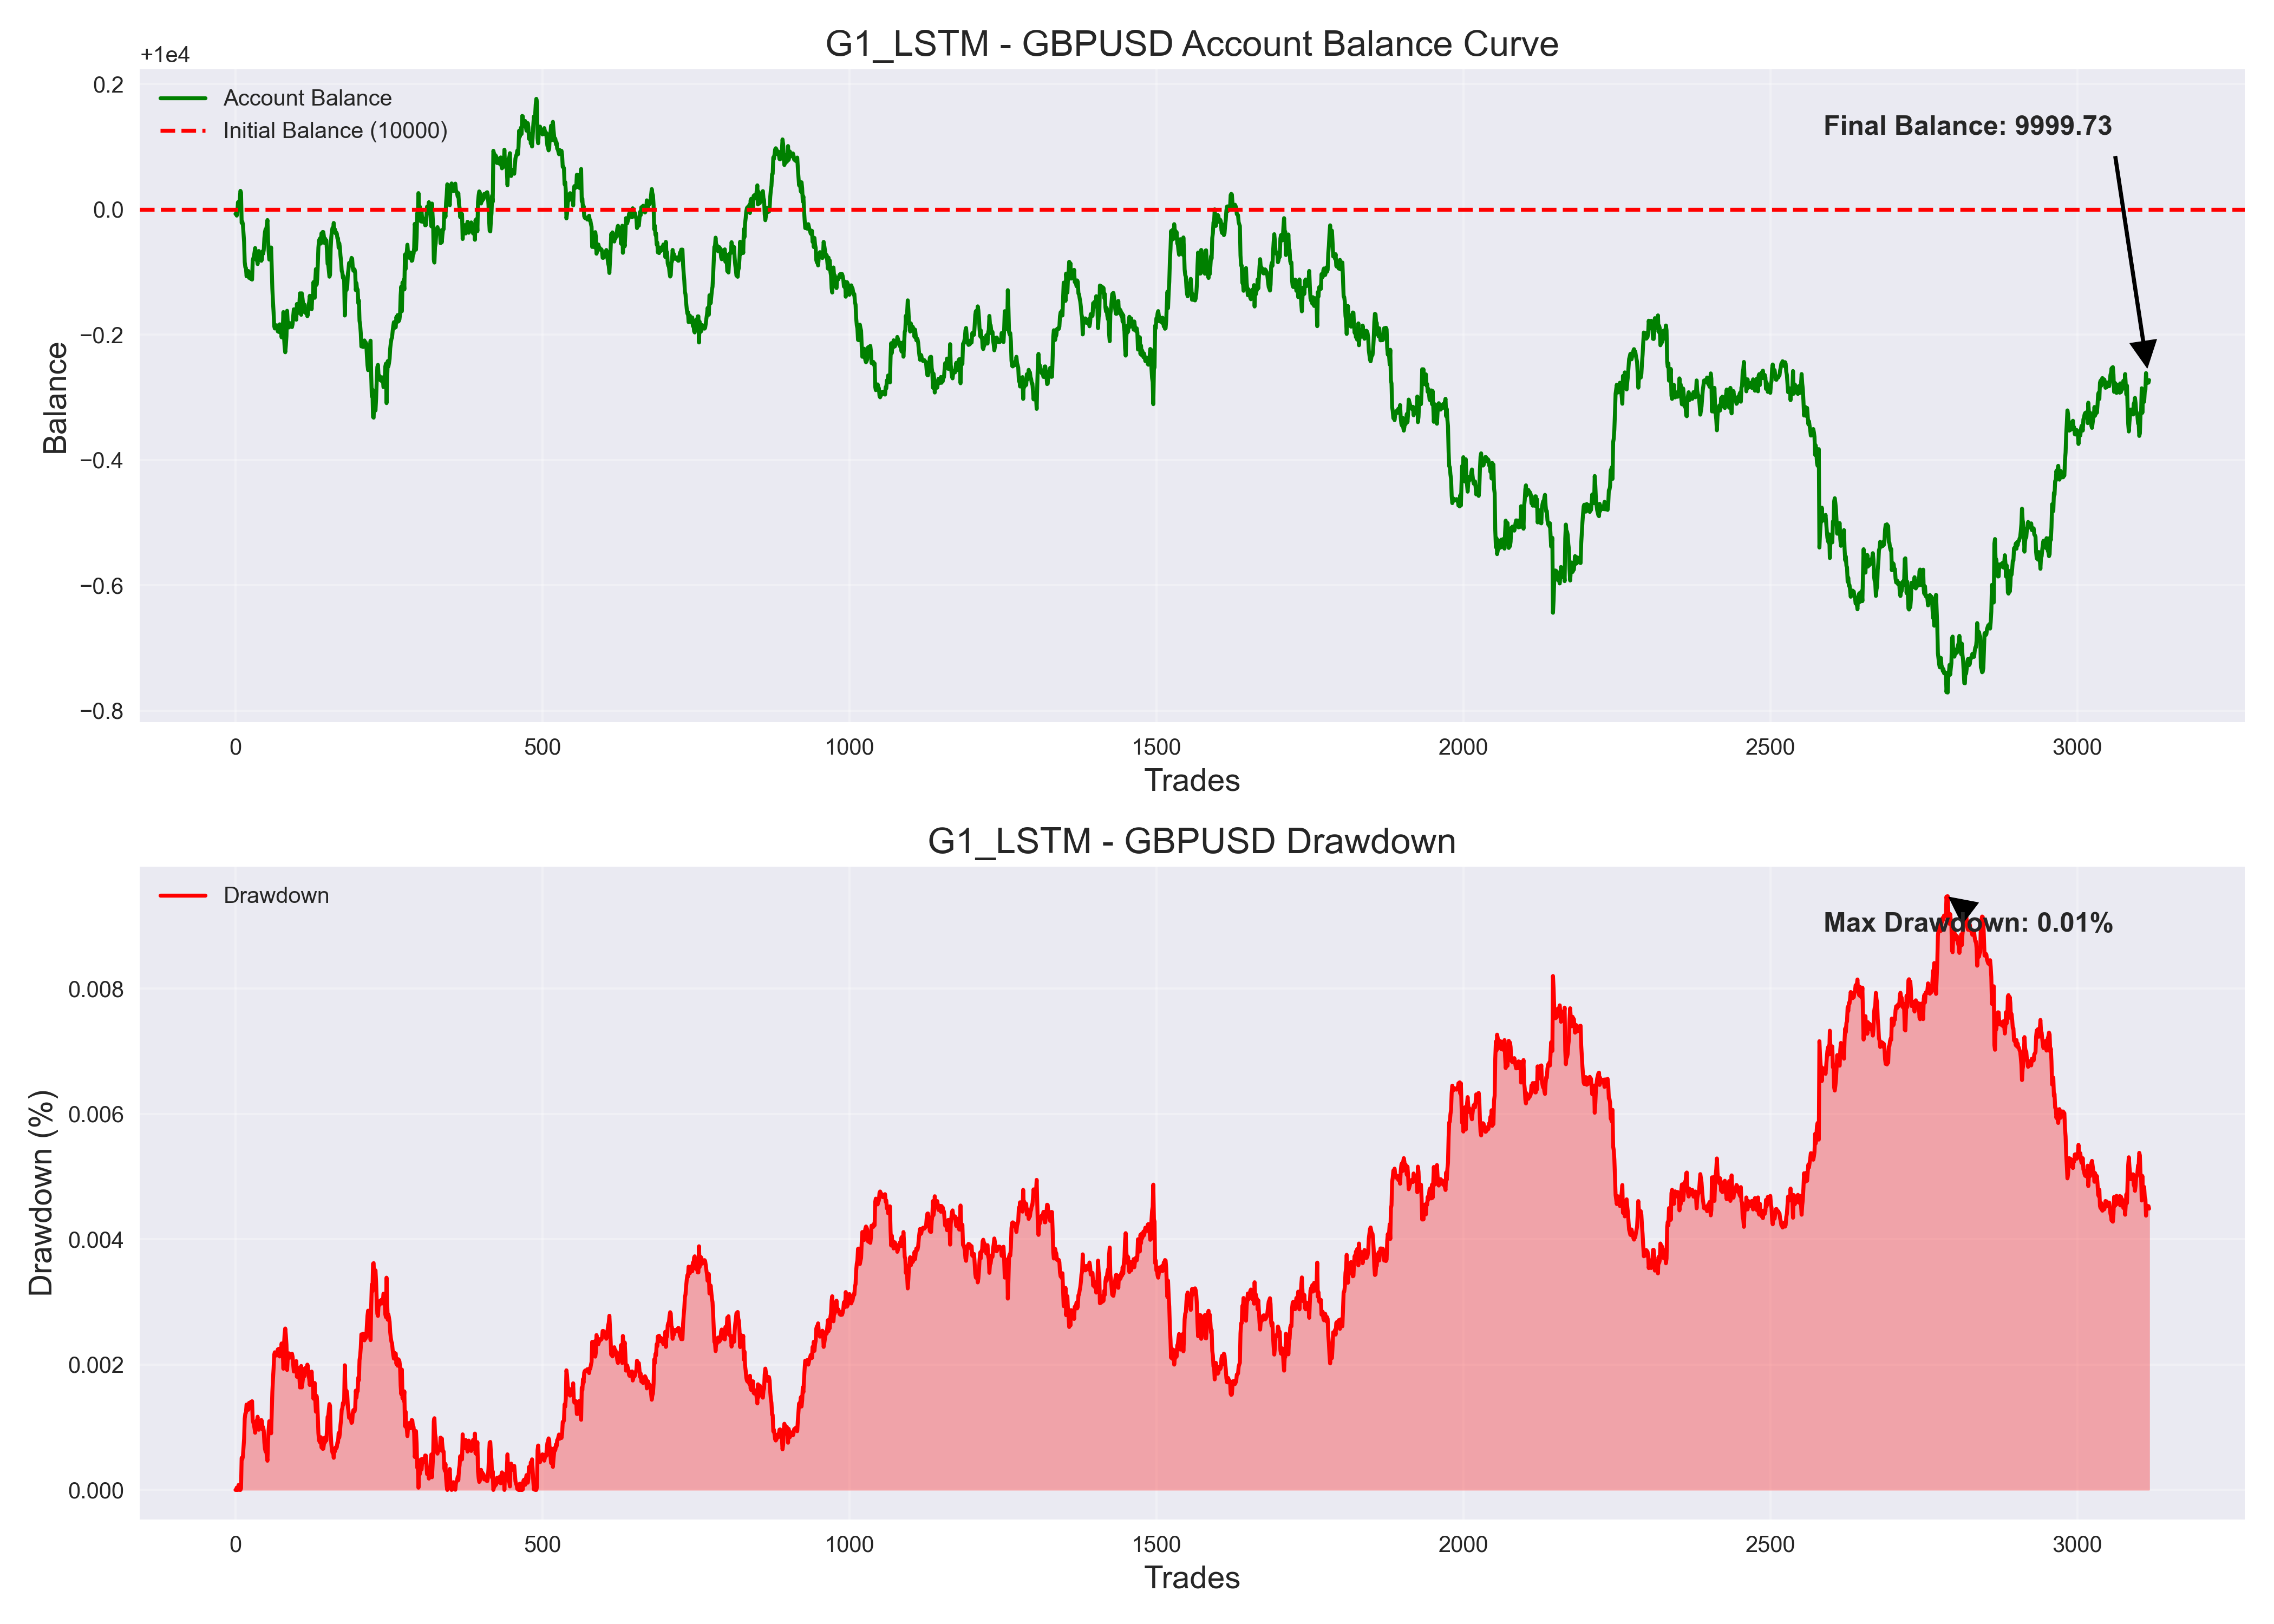 G1_LSTM - GBPUSD Account Balance Curve
+1e4
Account Balance
Initial Balance (10000)
Final Balance: 9999.73
0.2
0.0
−0.2
−0.4
−0.6
−0.8
Balance
0 500 1000 1500 2000 2500 3000
Trades
G1_LSTM - GBPUSD Drawdown
Drawdown
Max Drawdown: 0.01%
0.008
0.006
0.004
0.002
0.000
Drawdown (%)
0 500 1000 1500 2000 2500 3000
Trades